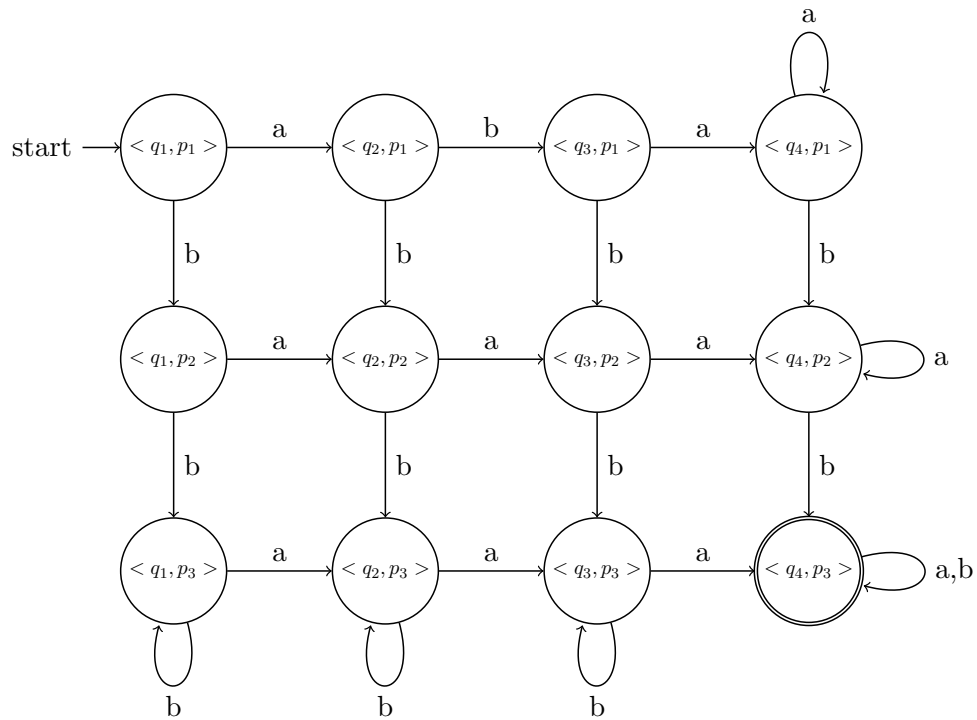 a
start
< q₁, p₁ >
a
< q₂, p₁ >
b
< q₃, p₁ >
a
< q₄, p₁ >
b
b
b
b
< q₁, p₂ >
a
< q₂, p₂ >
a
< q₃, p₂ >
a
< q₄, p₂ >
a
b
b
b
b
< q₁, p₃ >
a
< q₂, p₃ >
a
< q₃, p₃ >
a
< q₄, p₃ >
a,b
b
b
b